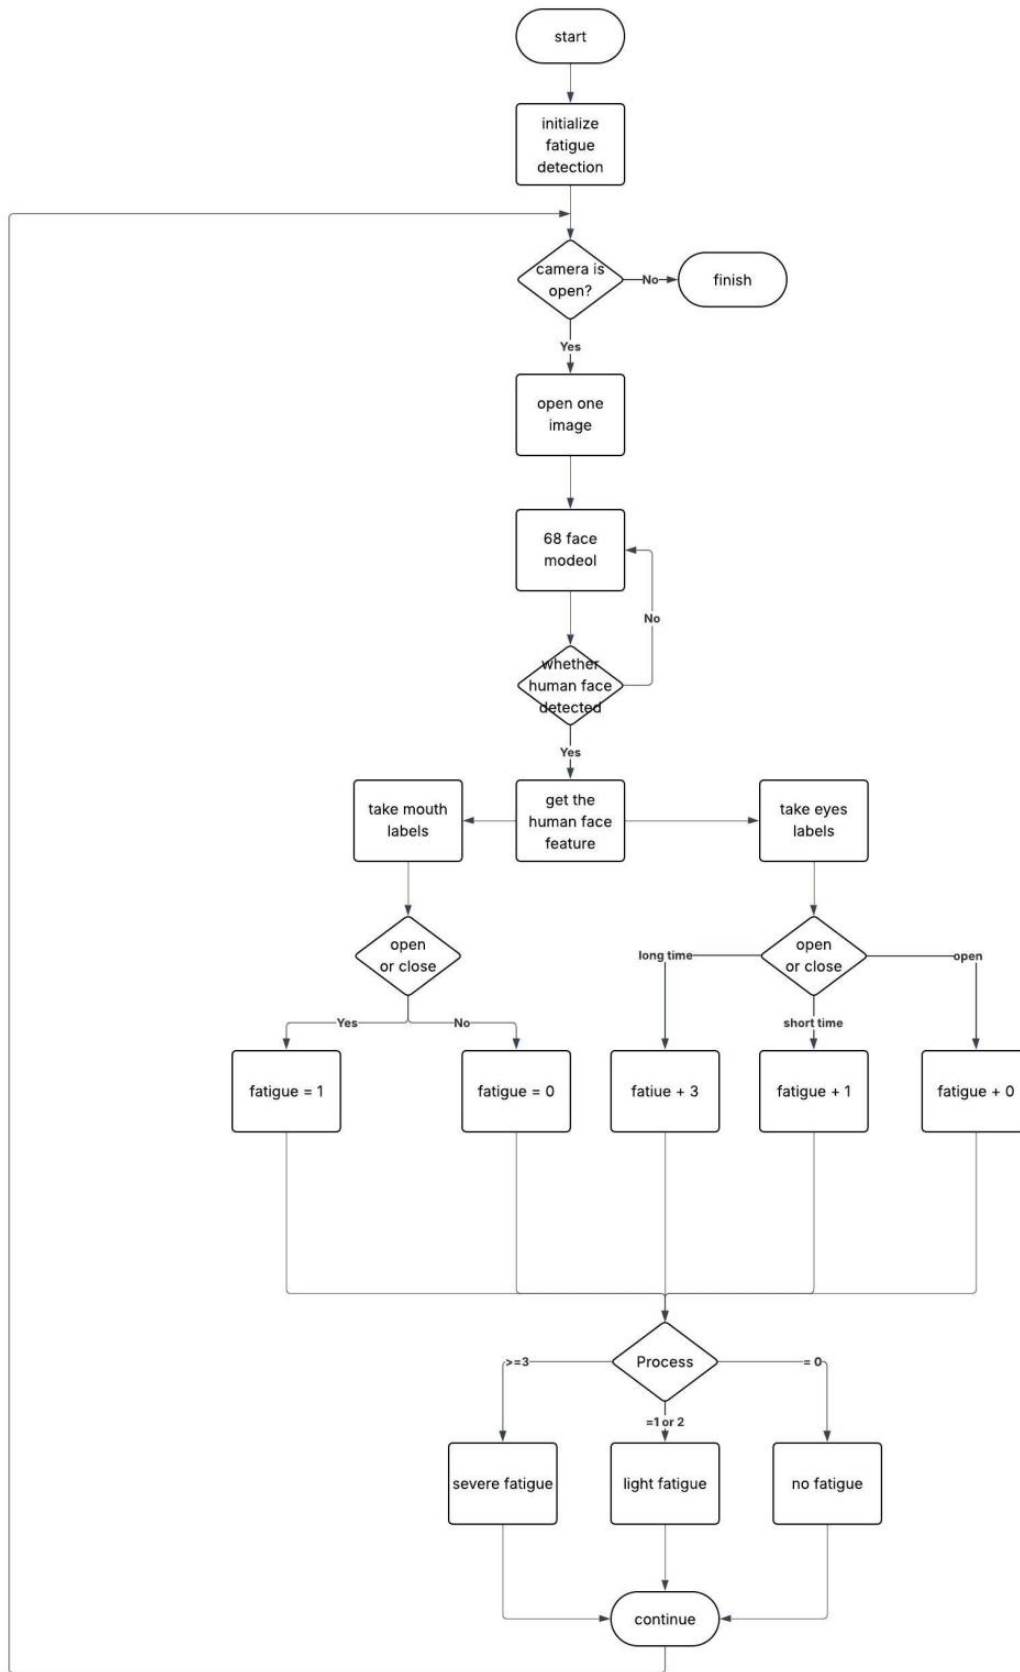 start
initialize
fatigue
detection
camera is
open?
No
finish
Yes
open one
image
68 face
modeol
No
whether
human face
detected
Yes
take mouth
labels
get the
human face
feature
take eyes
labels
open
or close
long time
open
or close
open
Yes
No
short time
fatigue = 1
fatigue = 0
fatiue + 3
fatigue + 1
fatigue + 0
>=3
Process
= 0
=1 or 2
severe fatigue
light fatigue
no fatigue
continue